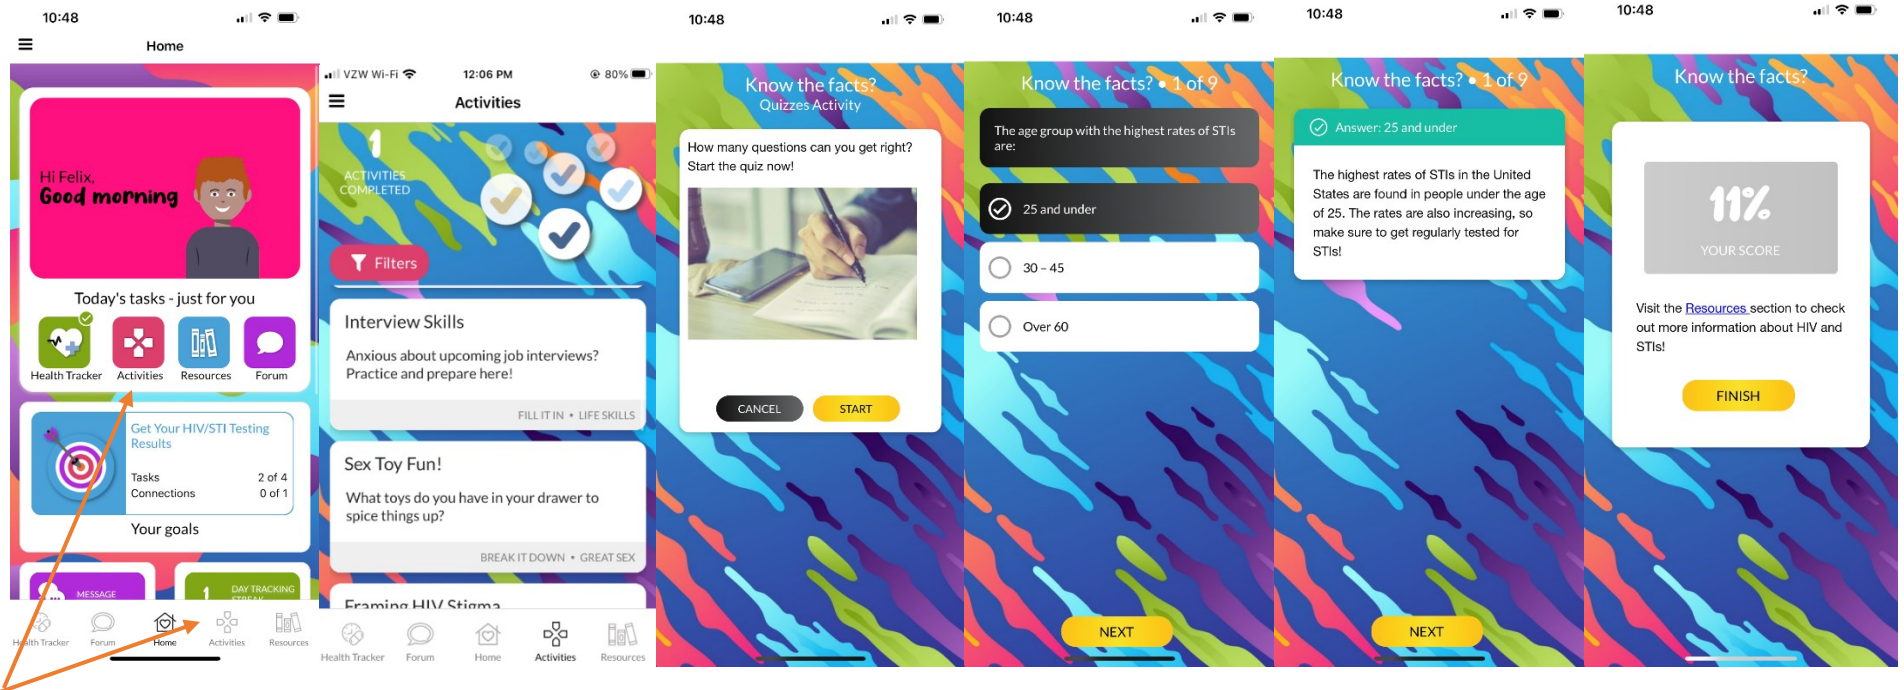 10:48
Home
Hi Felix,
Good morning
Today's tasks - just for you
Health Tracker
Activities
Resources
Forum
Get Your HIV/STI Testing
Results
Tasks 2 of 4
Connections 0 of 1
Your goals
MESSAGE
1 DAY TRACKING
STREAK
Health Tracker
Forum
Home
Activities
Resources
VZW Wi-Fi 12:06 PM 80%
Activities
1
ACTIVITIES
COMPLETED
Filters
Interview Skills
Anxious about upcoming job interviews?
Practice and prepare here!
FILL IT IN • LIFE SKILLS
Sex Toy Fun!
What toys do you have in your drawer to
spice things up?
BREAK IT DOWN • GREAT SEX
Framing HIV Stigma
Health Tracker
Forum
Home
Activities
Resources
10:48
Know the facts?
Quizzes Activity
How many questions can you get right?
Start the quiz now!
CANCEL
START
10:48
Know the facts? • 1 of 9
The age group with the highest rates of STIs
are:
25 and under
30 – 45
Over 60
NEXT
10:48
Know the facts? • 1 of 9
Answer: 25 and under
The highest rates of STIs in the United
States are found in people under the age
of 25. The rates are also increasing, so
make sure to get regularly tested for
STIs!
NEXT
10:48
Know the facts?
11%
YOUR SCORE
Visit the Resources section to check
out more information about HIV and
STIs!
FINISH